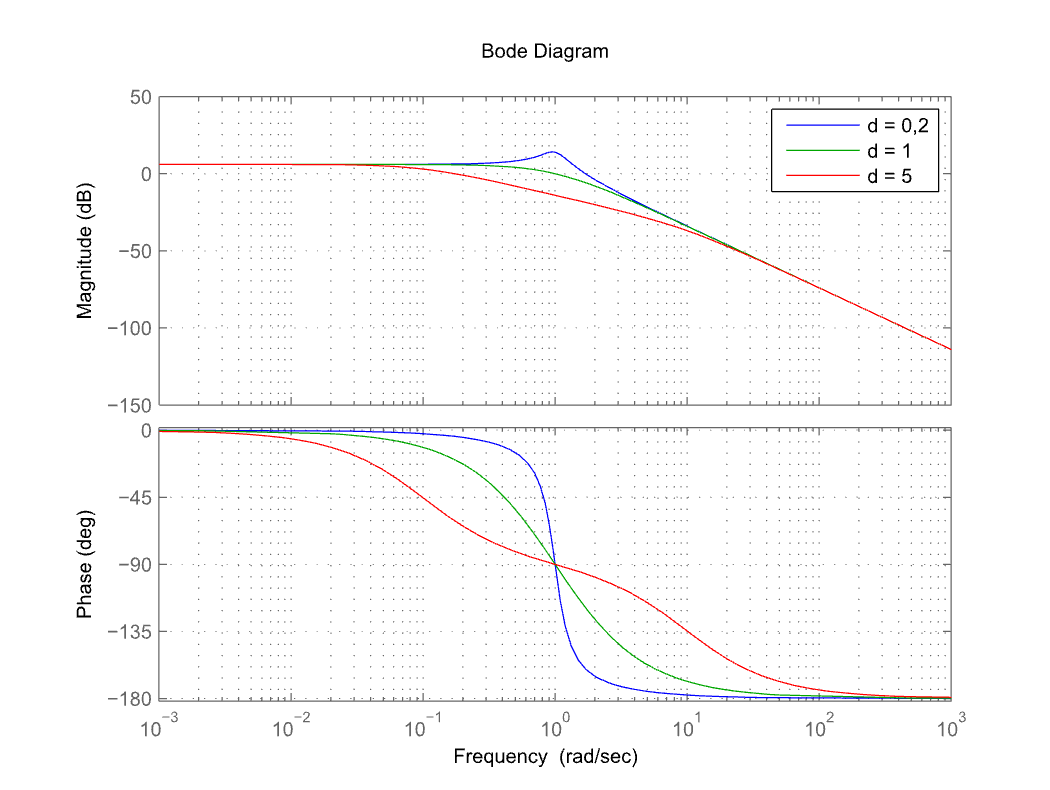 Bode Diagram
50
0
−50
−100
−150
Magnitude (dB)
d = 0,2
d = 1
d = 5
0
−45
−90
−135
−180
Phase (deg)
10^−3 10^−2 10^−1 10^0 10^1 10^2 10^3
Frequency (rad/sec)